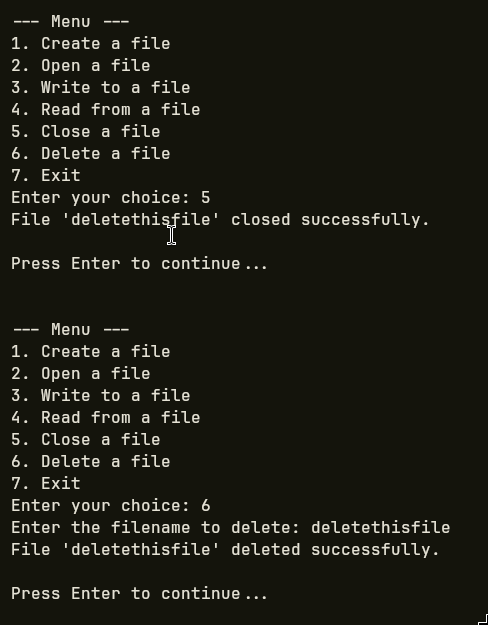 --- Menu ---
1. Create a file
2. Open a file
3. Write to a file
4. Read from a file
5. Close a file
6. Delete a file
7. Exit
Enter your choice: 5
File 'deletethisfile' closed successfully.
Press Enter to continue...
--- Menu ---
1. Create a file
2. Open a file
3. Write to a file
4. Read from a file
5. Close a file
6. Delete a file
7. Exit
Enter your choice: 6
Enter the filename to delete: deletethisfile
File 'deletethisfile' deleted successfully.
Press Enter to continue...